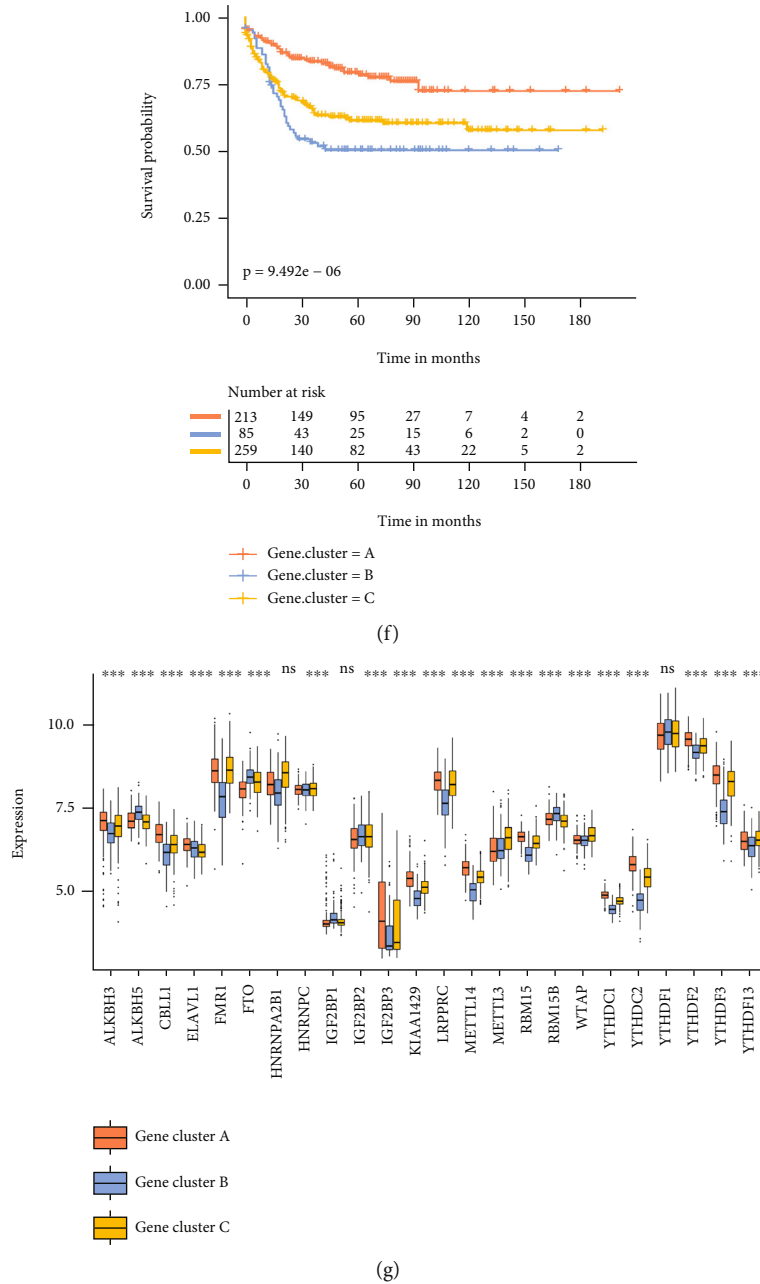 1.00
0.75
0.50
0.25
0.00
Survival probability
p = 9.492e − 06
0 30 60 90 120 150 180
Time in months
Number at risk
213 149 95 27 7 4 2
85 43 25 15 6 2 0
259 140 82 43 22 5 2
0 30 60 90 120 150 180
Time in months
Gene.cluster = A
Gene.cluster = B
Gene.cluster = C
(f)
*** *** *** *** *** *** ns *** ns *** *** *** *** *** *** *** *** *** *** ns *** *** ***
10.0
7.5
5.0
Expression
ALKBH3
ALKBH5
CBLL1
ELAVL1
FMR1
FTO
HNRNPA2B1
HNRNPC
IGF2BP1
IGF2BP2
IGF2BP3
KIAA1429
LRPPRC
METTL14
METTL3
RBM15
RBM15B
WTAP
YTHDC1
YTHDC2
YTHDF1
YTHDF2
YTHDF3
YTHDF13
Gene cluster A
Gene cluster B
Gene cluster C
(g)